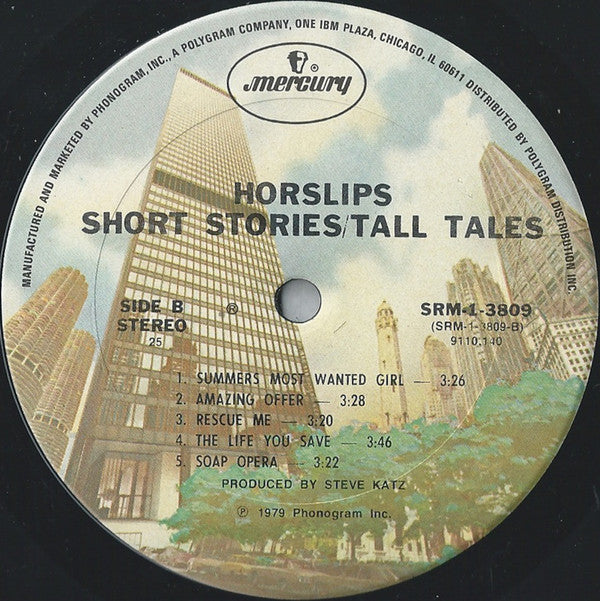 MANUFACTURED AND MARKETED BY PHONOGRAM, INC., A POLYGRAM COMPANY, ONE IBM PLAZA, CHICAGO, IL 60611 DISTRIBUTED BY POLYGRAM DISTRIBUTION INC.
®
mercury
HORSLIPS
SHORT STORIES/TALL TALES
SIDE B
STEREO
25
®
SRM-1-3809
(SRM-1-3809-B)
9110.140
1. SUMMERS MOST WANTED GIRL — 3:26
2. AMAZING OFFER — 3:28
3. RESCUE ME — 3:20
4. THE LIFE YOU SAVE — 3:46
5. SOAP OPERA — 3:22
PRODUCED BY STEVE KATZ
℗ 1979 Phonogram Inc.